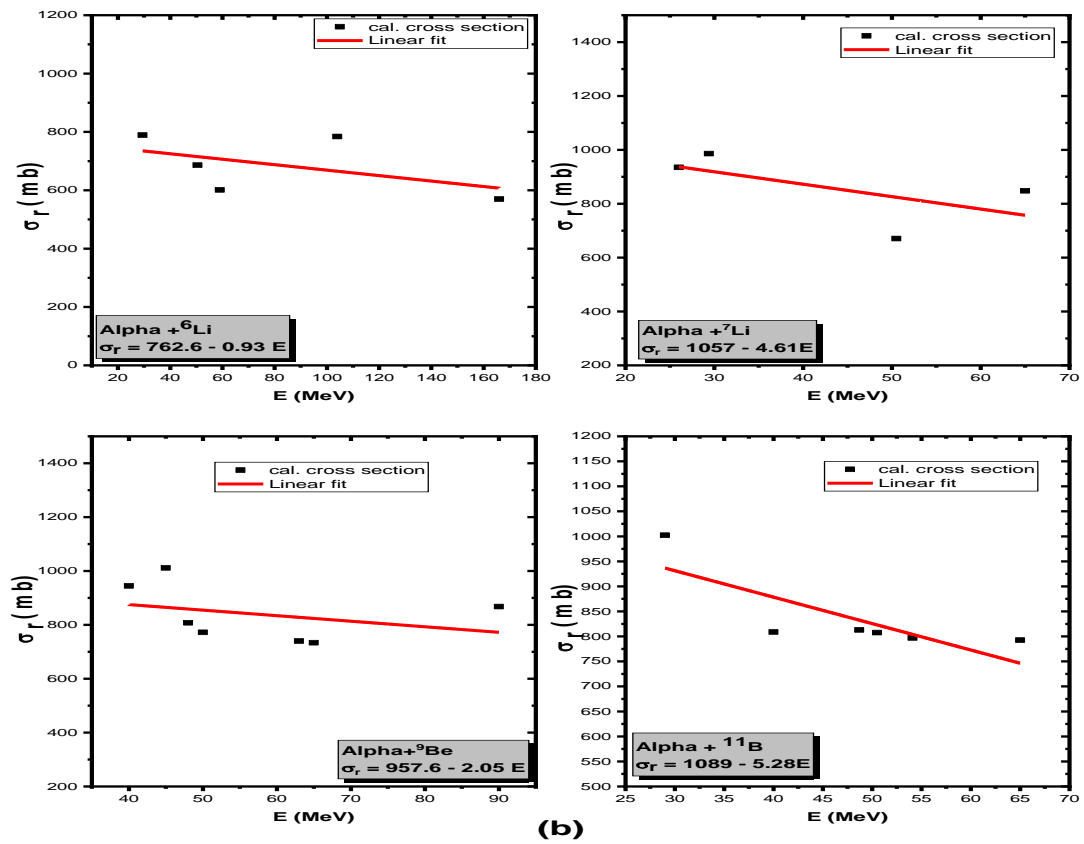 cal. cross section
Linear fit
1200
1000
800
600
400
200
0
σr (mb)
Alpha +⁶Li
σr = 762.6 - 0.93 E
20 40 60 80 100 120 140 160 180
E (MeV)
cal. cross section
Linear fit
1400
1200
1000
800
600
400
200
σr (mb)
Alpha +⁷Li
σr = 1057 - 4.61E
20 30 40 50 60 70
E (MeV)
cal. cross section
Linear fit
1400
1200
1000
800
600
400
200
σr (mb)
Alpha+⁹Be
σr = 957.6 - 2.05 E
40 50 60 70 80 90
E (MeV)
cal. cross section
Linear fit
1200
1150
1100
1050
1000
950
900
850
800
750
700
650
600
550
500
σr (mb)
Alpha + ¹¹B
σr = 1089 - 5.28E
25 30 35 40 45 50 55 60 65 70
E (MeV)
(b)